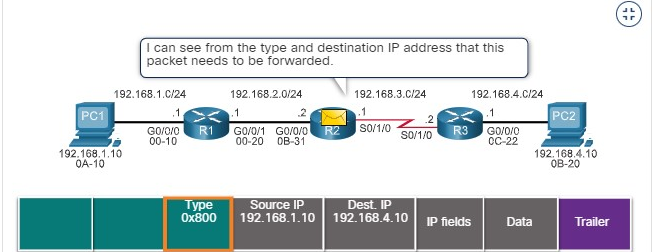 I can see from the type and destination IP address that this
packet needs to be forwarded.
192.168.1.0/24
192.168.2.0/24
192.168.3.0/24
192.168.4.0/24
PC1
.1
R1
.1
.2
R2
.1
.2
R3
.1
PC2
G0/0/0
00-10
G0/0/1
00-20
G0/0/0
0B-31
S0/1/0
S0/1/0
G0/0/0
0C-22
192.168.1.10
0A-10
192.168.4.10
0B-20
Type
0x800
Source IP
192.168.1.10
Dest. IP
192.168.4.10
IP fields
Data
Trailer